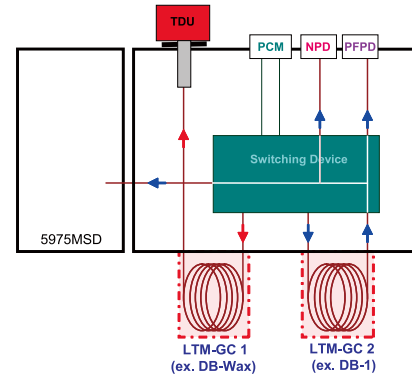 TDU
PCM
NPD
PFPD
Switching Device
5975MSD
LTM-GC 1
(ex. DB-Wax)
LTM-GC 2
(ex. DB-1)